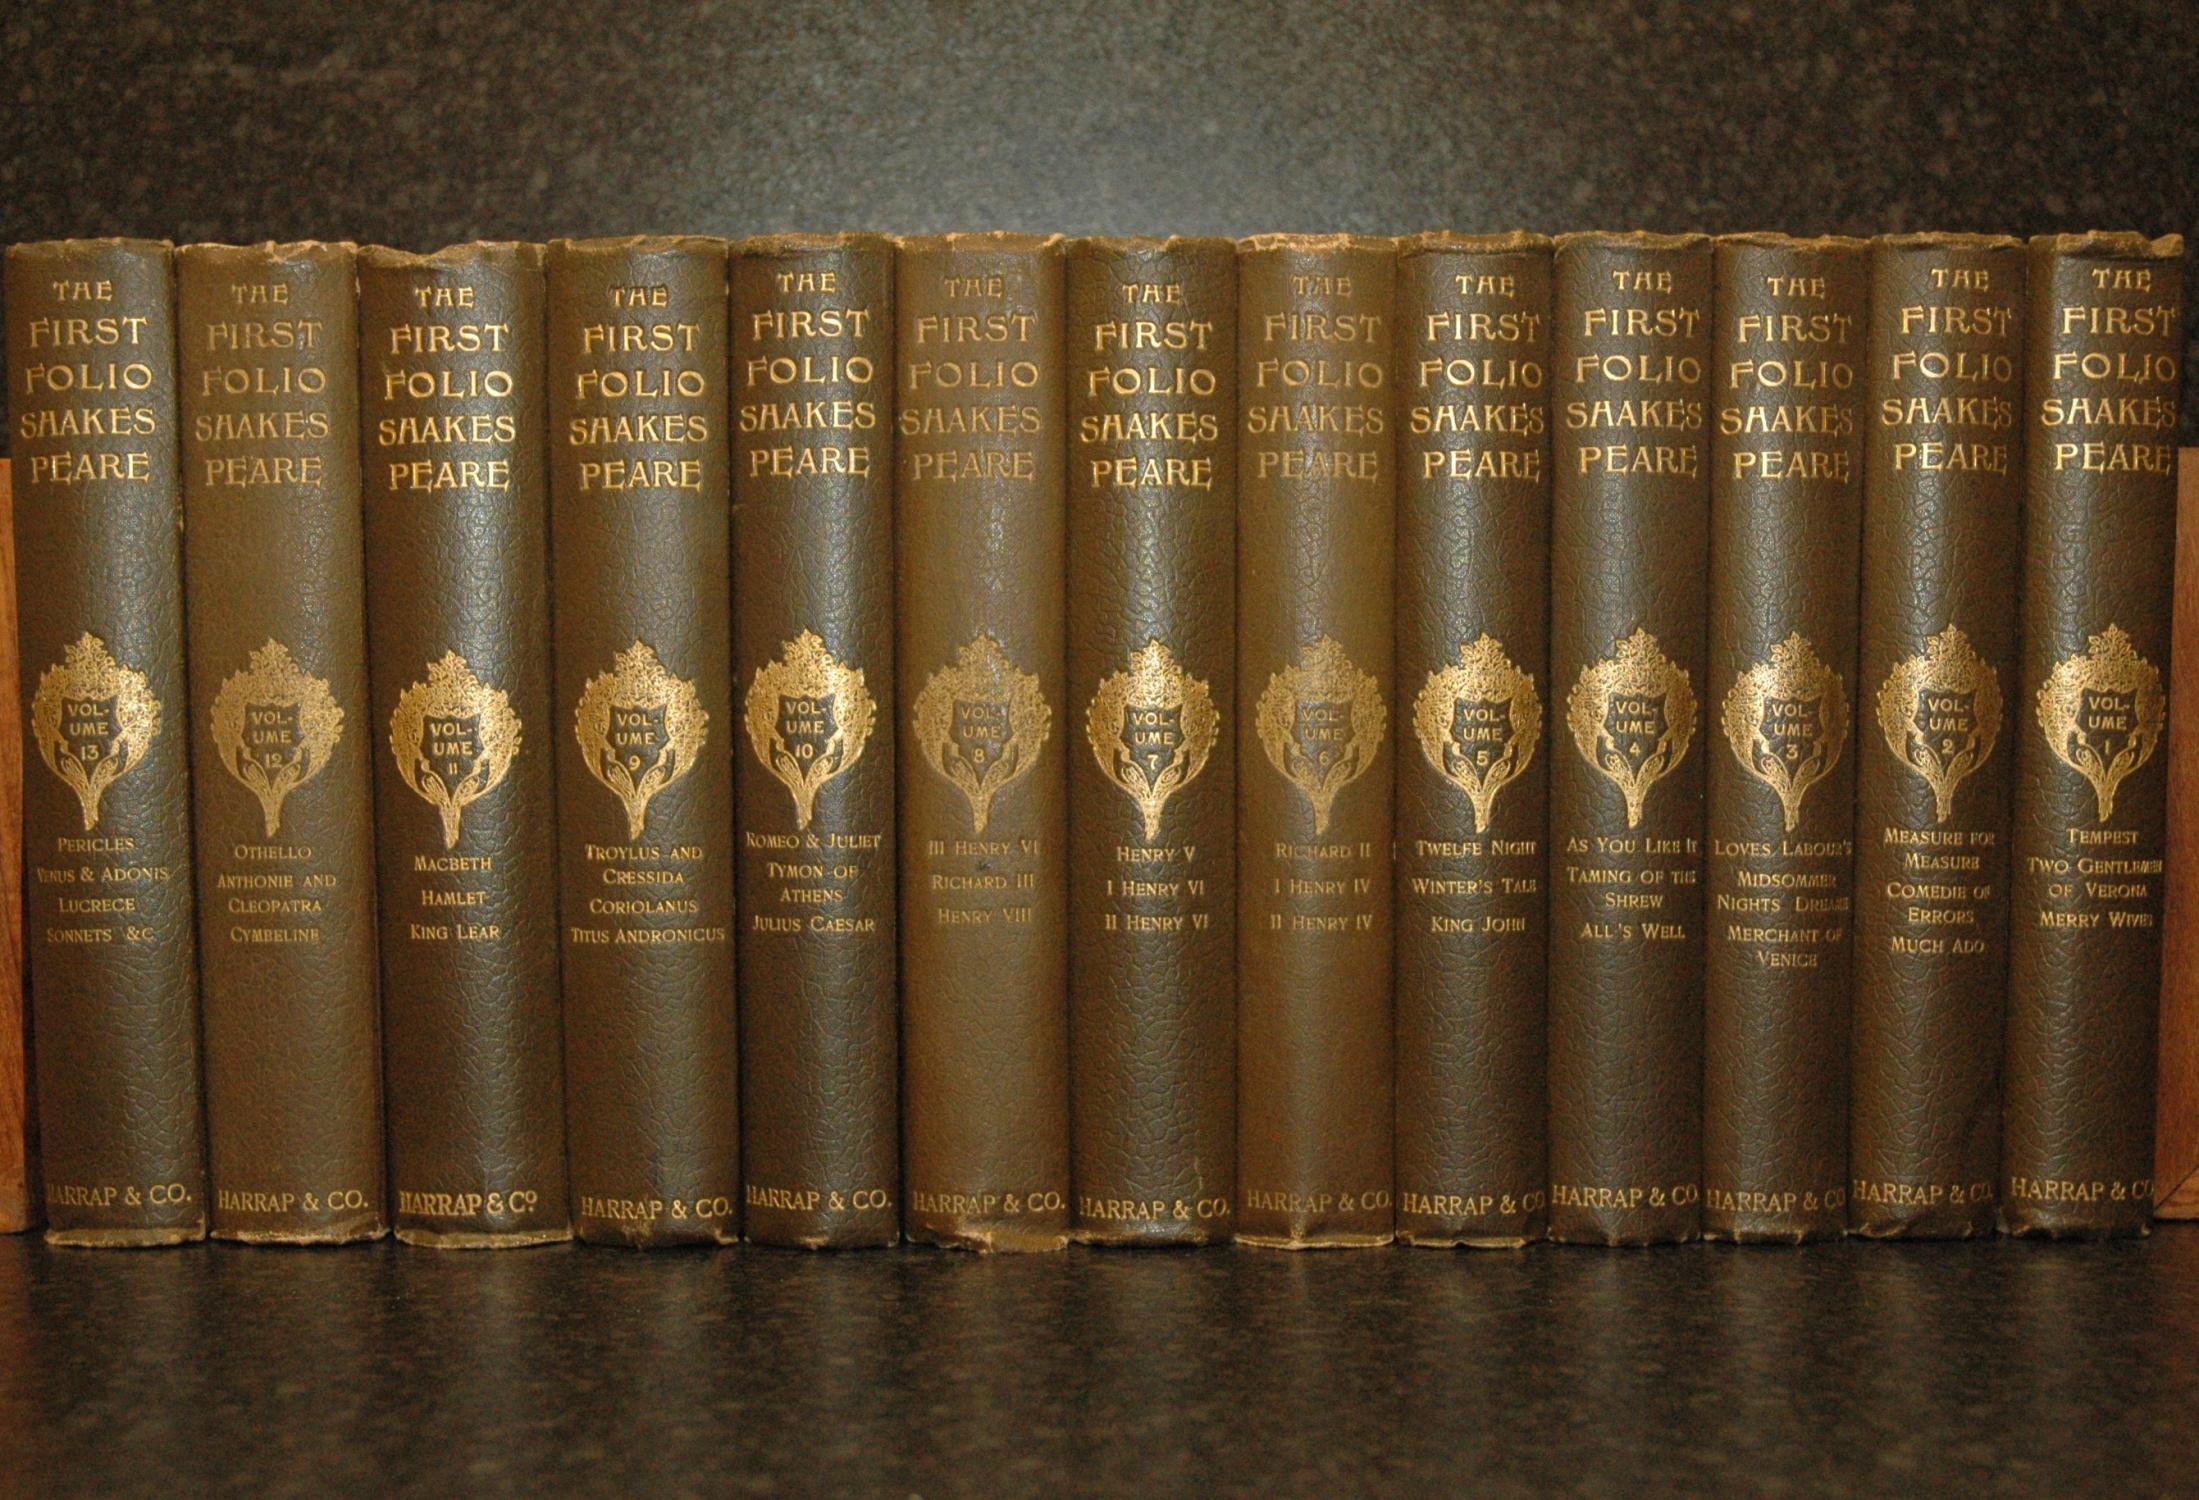 THE
FIRST
FOLIO
SHAKES
PEARE
VOL-
UME
13
PERICLES
VENUS & ADONIS
LUCRECE
SONNETS &C.
HARRAP & CO.
THE
FIRST
FOLIO
SHAKES
PEARE
VOL-
UME
12
OTHELLO
ANTHONIE AND
CLEOPATRA
CYMBELINE
HARRAP & CO.
THE
FIRST
FOLIO
SHAKES
PEARE
VOL-
UME
11
MACBETH
HAMLET
KING LEAR
HARRAP & CO
THE
FIRST
FOLIO
SHAKES
PEARE
VOL-
UME
9
TROYLUS AND
CRESSIDA
CORIOLANUS
TITUS ANDRONICUS
HARRAP & CO.
THE
FIRST
FOLIO
SHAKES
PEARE
VOL-
UME
10
ROMEO & JULIET
TYMON OF
ATHENS
JULIUS CAESAR
HARRAP & CO.
THE
FIRST
FOLIO
SHAKES
PEARE
VOL-
UME
8
III HENRY VI
RICHARD III
HENRY VIII
HARRAP & CO.
THE
FIRST
FOLIO
SHAKES
PEARE
VOL-
UME
7
HENRY V
I HENRY VI
II HENRY VI
HARRAP & CO.
THE
FIRST
FOLIO
SHAKES
PEARE
VOL-
UME
6
RICHARD II
I HENRY IV
II HENRY IV
HARRAP & CO.
THE
FIRST
FOLIO
SHAKES
PEARE
VOL-
UME
5
TWELFE NIGHT
WINTER'S TALE
KING JOHN
HARRAP & CO
THE
FIRST
FOLIO
SHAKES
PEARE
VOL-
UME
4
AS YOU LIKE IT
TAMING OF THE
SHREW
ALL'S WELL
HARRAP & CO
THE
FIRST
FOLIO
SHAKES
PEARE
VOL-
UME
3
LOVES LABOUR'S
MIDSOMMER
NIGHTS DREAME
MERCHANT OF
VENICE
HARRAP & CO
THE
FIRST
FOLIO
SHAKES
PEARE
VOL-
UME
2
MEASURE FOR
MEASURE
COMEDIE OF
ERRORS
MUCH ADO
HARRAP & CO.
THE
FIRST
FOLIO
SHAKES
PEARE
VOL-
UME
1
TEMPEST
TWO GENTLEMEN
OF VERONA
MERRY WIVES
HARRAP & CO